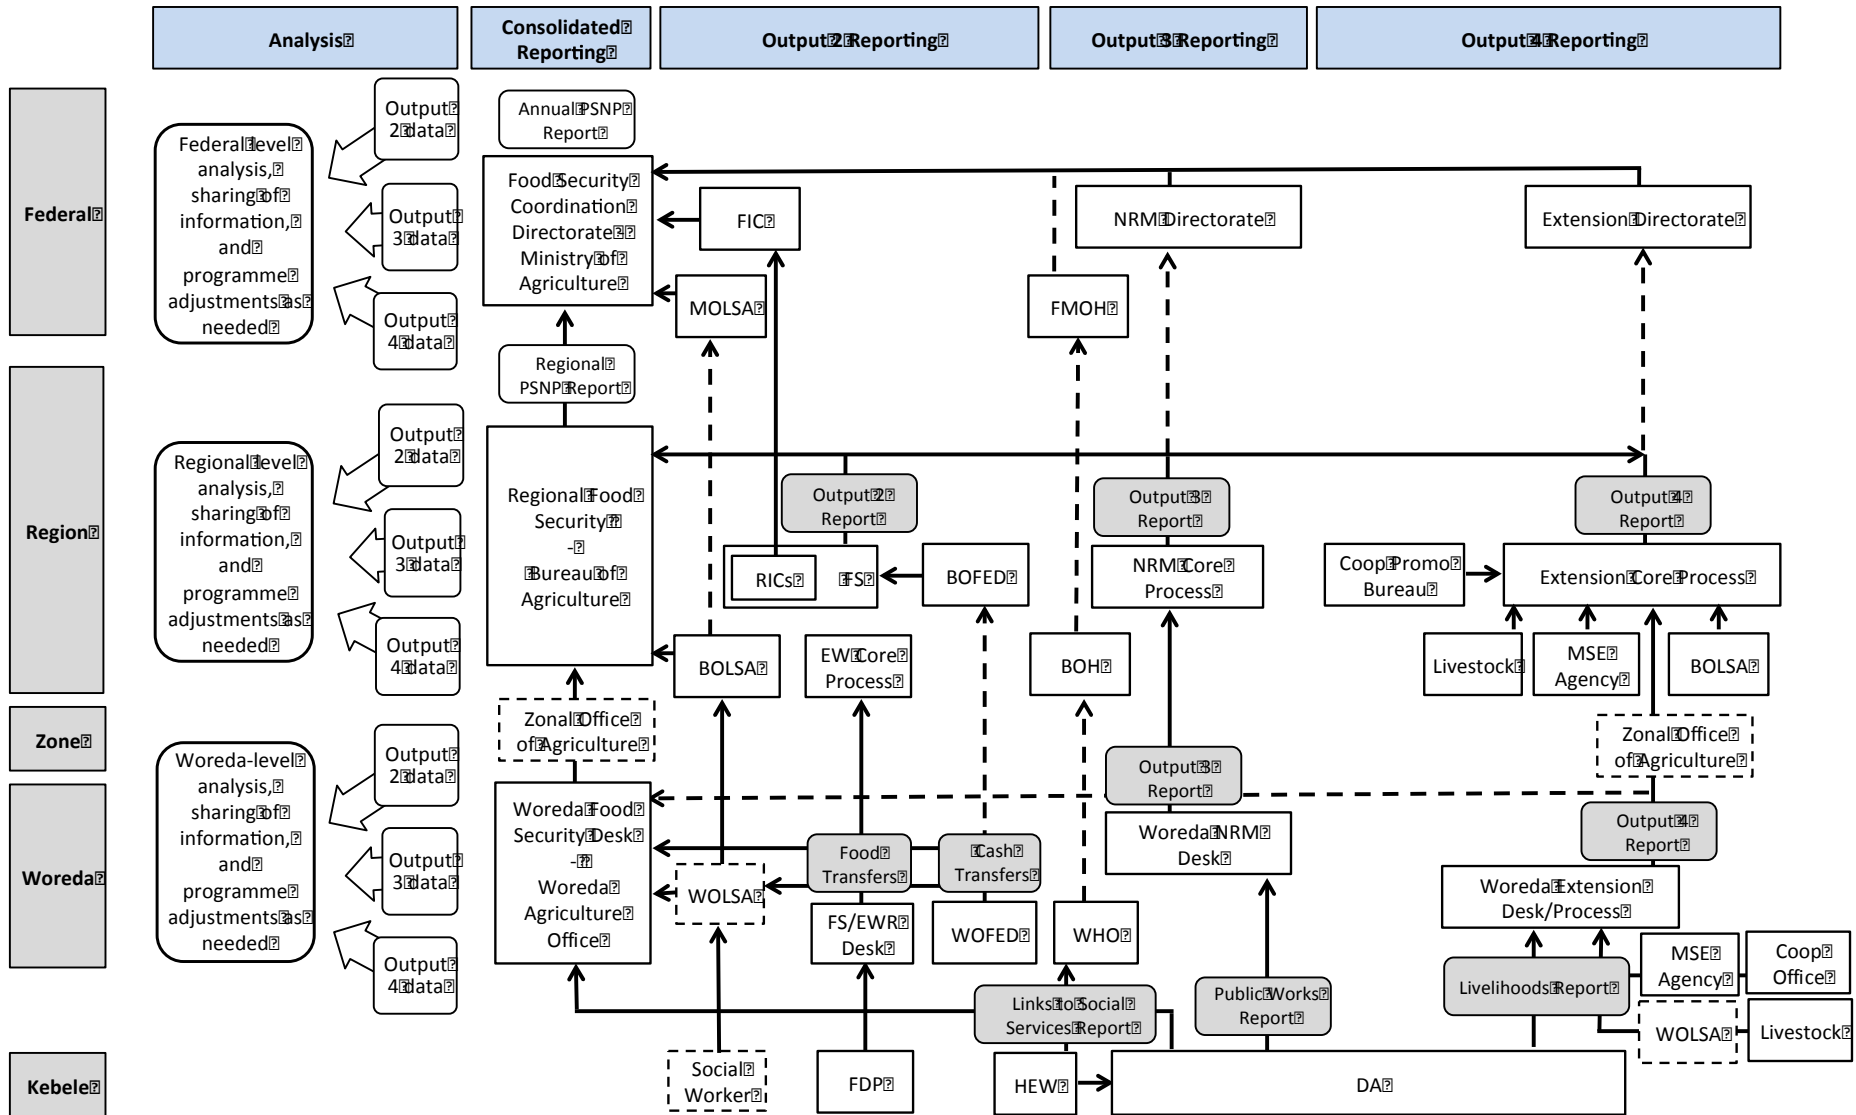 Analysis
Consolidated
Reporting
Output 2 Reporting
Output 3 Reporting
Output 4 Reporting
Federal
Federal level
analysis,
sharing of
information,
and
programme
adjustments as
needed
Output
2 data
Output
3 data
Output
4 data
Annual PSNP
Report
Food Security
Coordination
Directorate -
Ministry of
Agriculture
FIC
MOLSA
FMOH
NRM Directorate
Extension Directorate
Regional
PSNP Report
Region
Regional level
analysis,
sharing of
information,
and
programme
adjustments as
needed
Output
2 data
Output
3 data
Output
4 data
Regional Food
Security
-
Bureau of
Agriculture
Output 2
Report
RICs
FS
BOFED
Output 3
Report
NRM Core
Process
Output 4
Report
Coop Promo
Bureau
Extension Core Process
BOLSA
EW Core
Process
BOH
Livestock
MSE
Agency
BOLSA
Zone
Zonal Office
of Agriculture
Zonal Office
of Agriculture
Woreda
Woreda-level
analysis,
sharing of
information,
and
programme
adjustments as
needed
Output
2 data
Output
3 data
Output
4 data
Woreda Food
Security Desk
-
Woreda
Agriculture
Office
WOLSA
Food
Transfers
Cash
Transfers
FS/EWR
Desk
WOFED
WHO
Output 3
Report
Woreda NRM
Desk
Output 4
Report
Woreda Extension
Desk/Process
MSE
Agency
Coop
Office
Links to Social
Services Report
Public Works
Report
Livelihoods Report
WOLSA
Livestock
Kebele
Social
Worker
FDP
HEW
DA